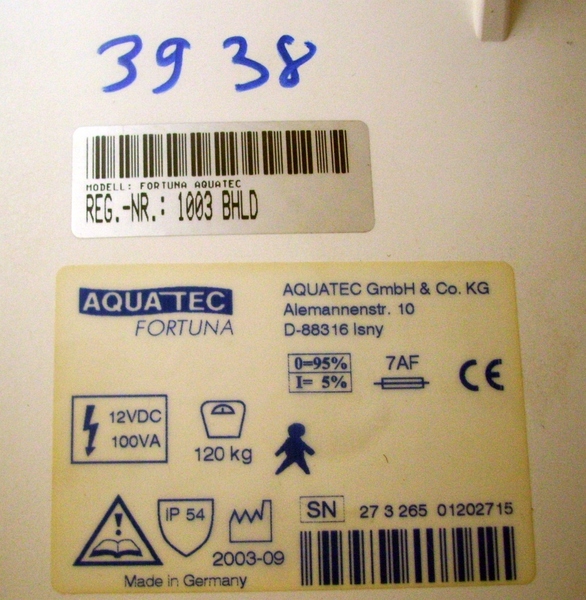 39 38
MODELL: FORTUNA AQUATEC
REG.-NR.: 1003 BHLD
AQUATEC
FORTUNA
AQUATEC GmbH & Co. KG
Alemannenstr. 10
D-88316 Isny
0=95%
I= 5%
7AF
CE
12VDC
100VA
120 kg
IP 54
2003-09
SN 27 3 265 01202715
Made in Germany